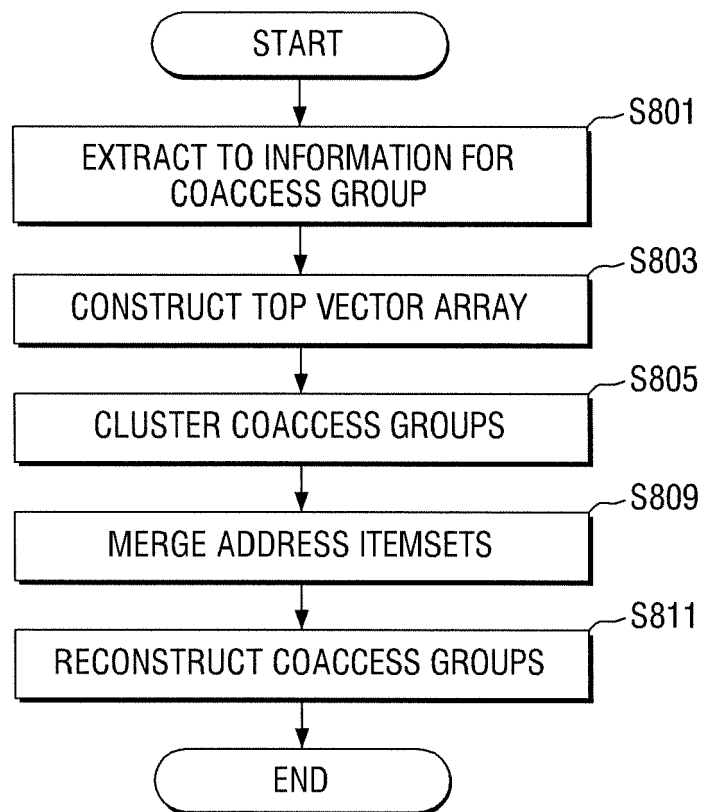 START
S801
EXTRACT TO INFORMATION FOR
COACCESS GROUP
S803
CONSTRUCT TOP VECTOR ARRAY
S805
CLUSTER COACCESS GROUPS
S809
MERGE ADDRESS ITEMSETS
S811
RECONSTRUCT COACCESS GROUPS
END